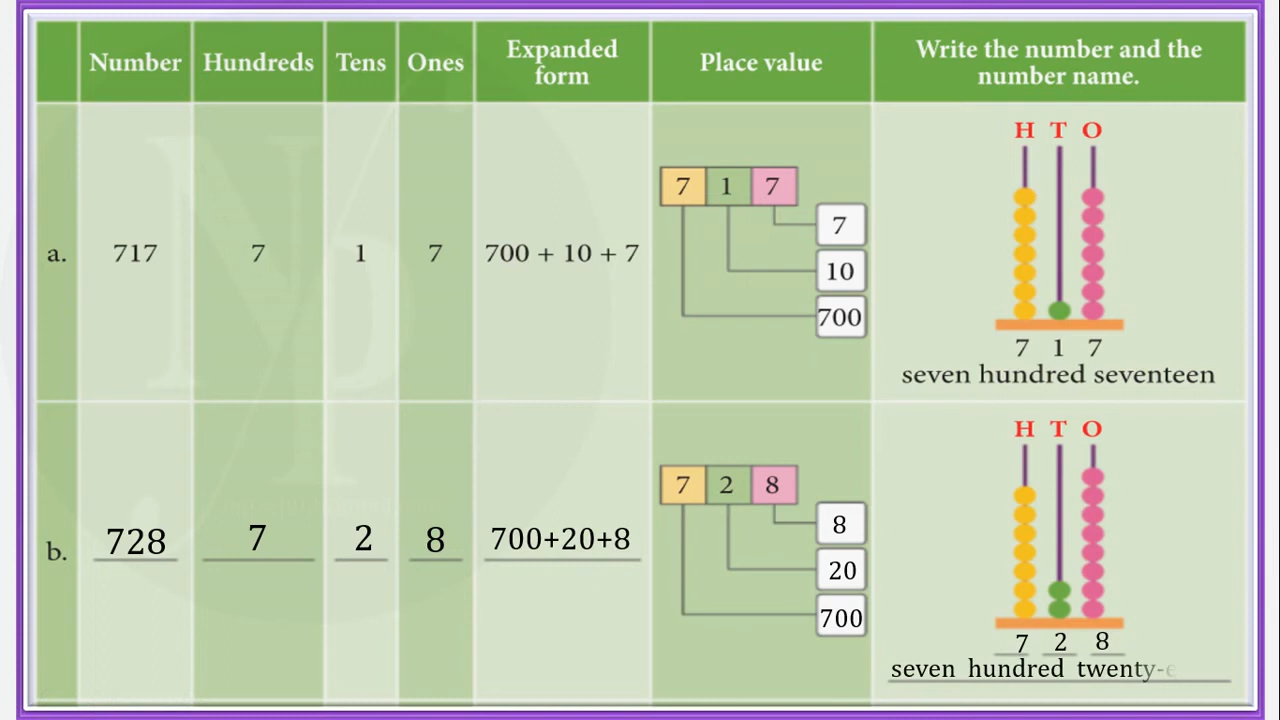 Number Hundreds Tens Ones Expanded form Place value Write the number and the number name.
H T O
7 1 7
7
a. 717 7 1 7 700 + 10 + 7
10
700
7 1 7
seven hundred seventeen
H T O
7 2 8
8
b. 728 7 2 8 700+20+8
20
700
7 2 8
seven hundred twenty-e